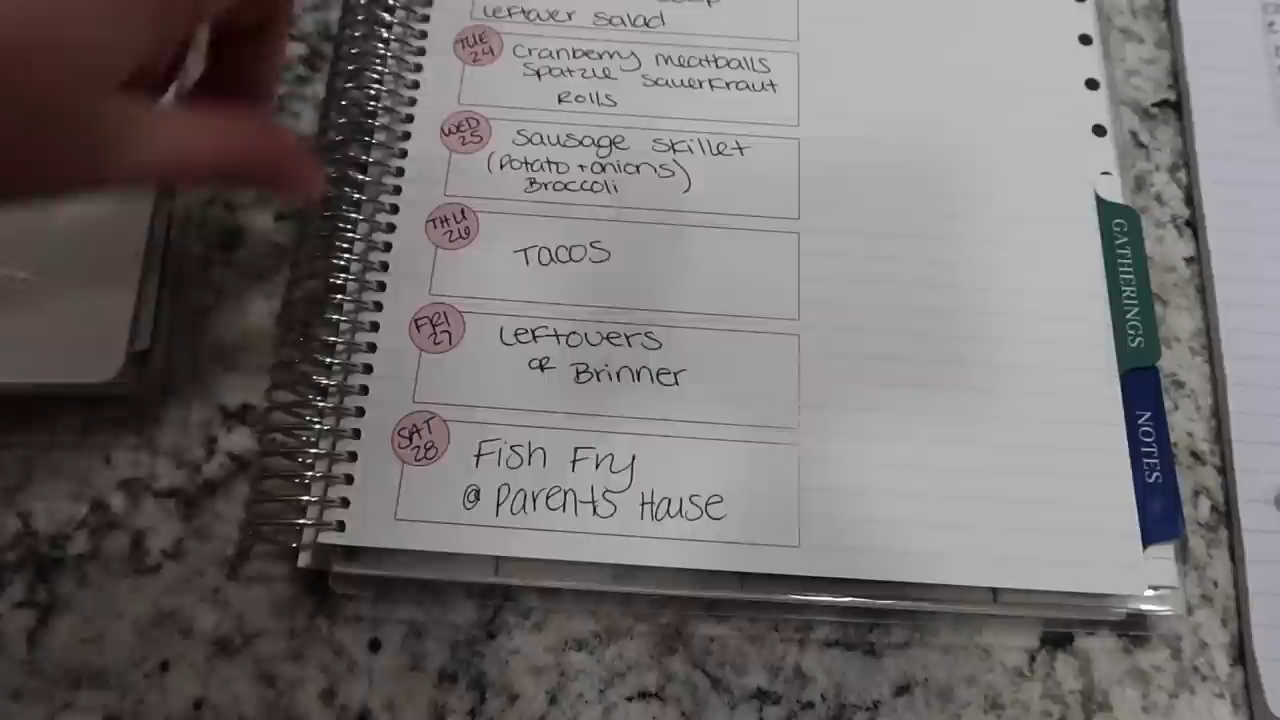 Leftover Salad
TUE
24
Cranberry meatballs
Spatzle Sauerkraut
Rolls
WED
25
Sausage Skillet
(Potato + onions)
Broccoli
THU
26
Tacos
FRI
27
Leftovers
or Brinner
SAT
28
Fish Fry
@ Parents House
GATHERINGS
NOTES